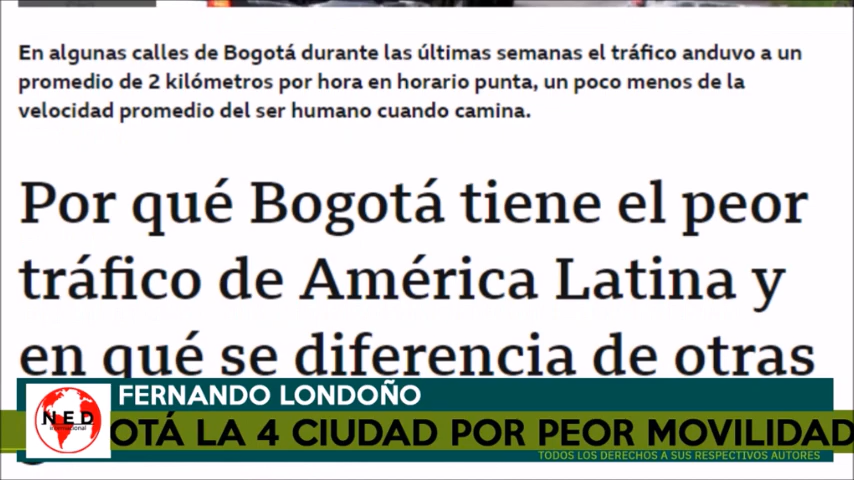 En algunas calles de Bogotá durante las últimas semanas el tráfico anduvo a un
promedio de 2 kilómetros por hora en horario punta, un poco menos de la
velocidad promedio del ser humano cuando camina.
Por qué Bogotá tiene el peor
tráfico de América Latina y
en qué se diferencia de otras
FERNANDO LONDOÑO
NED
international
OTÁ LA 4 CIUDAD POR PEOR MOVILIDAD
TODOS LOS DERECHOS A SUS RESPECTIVOS AUTORES